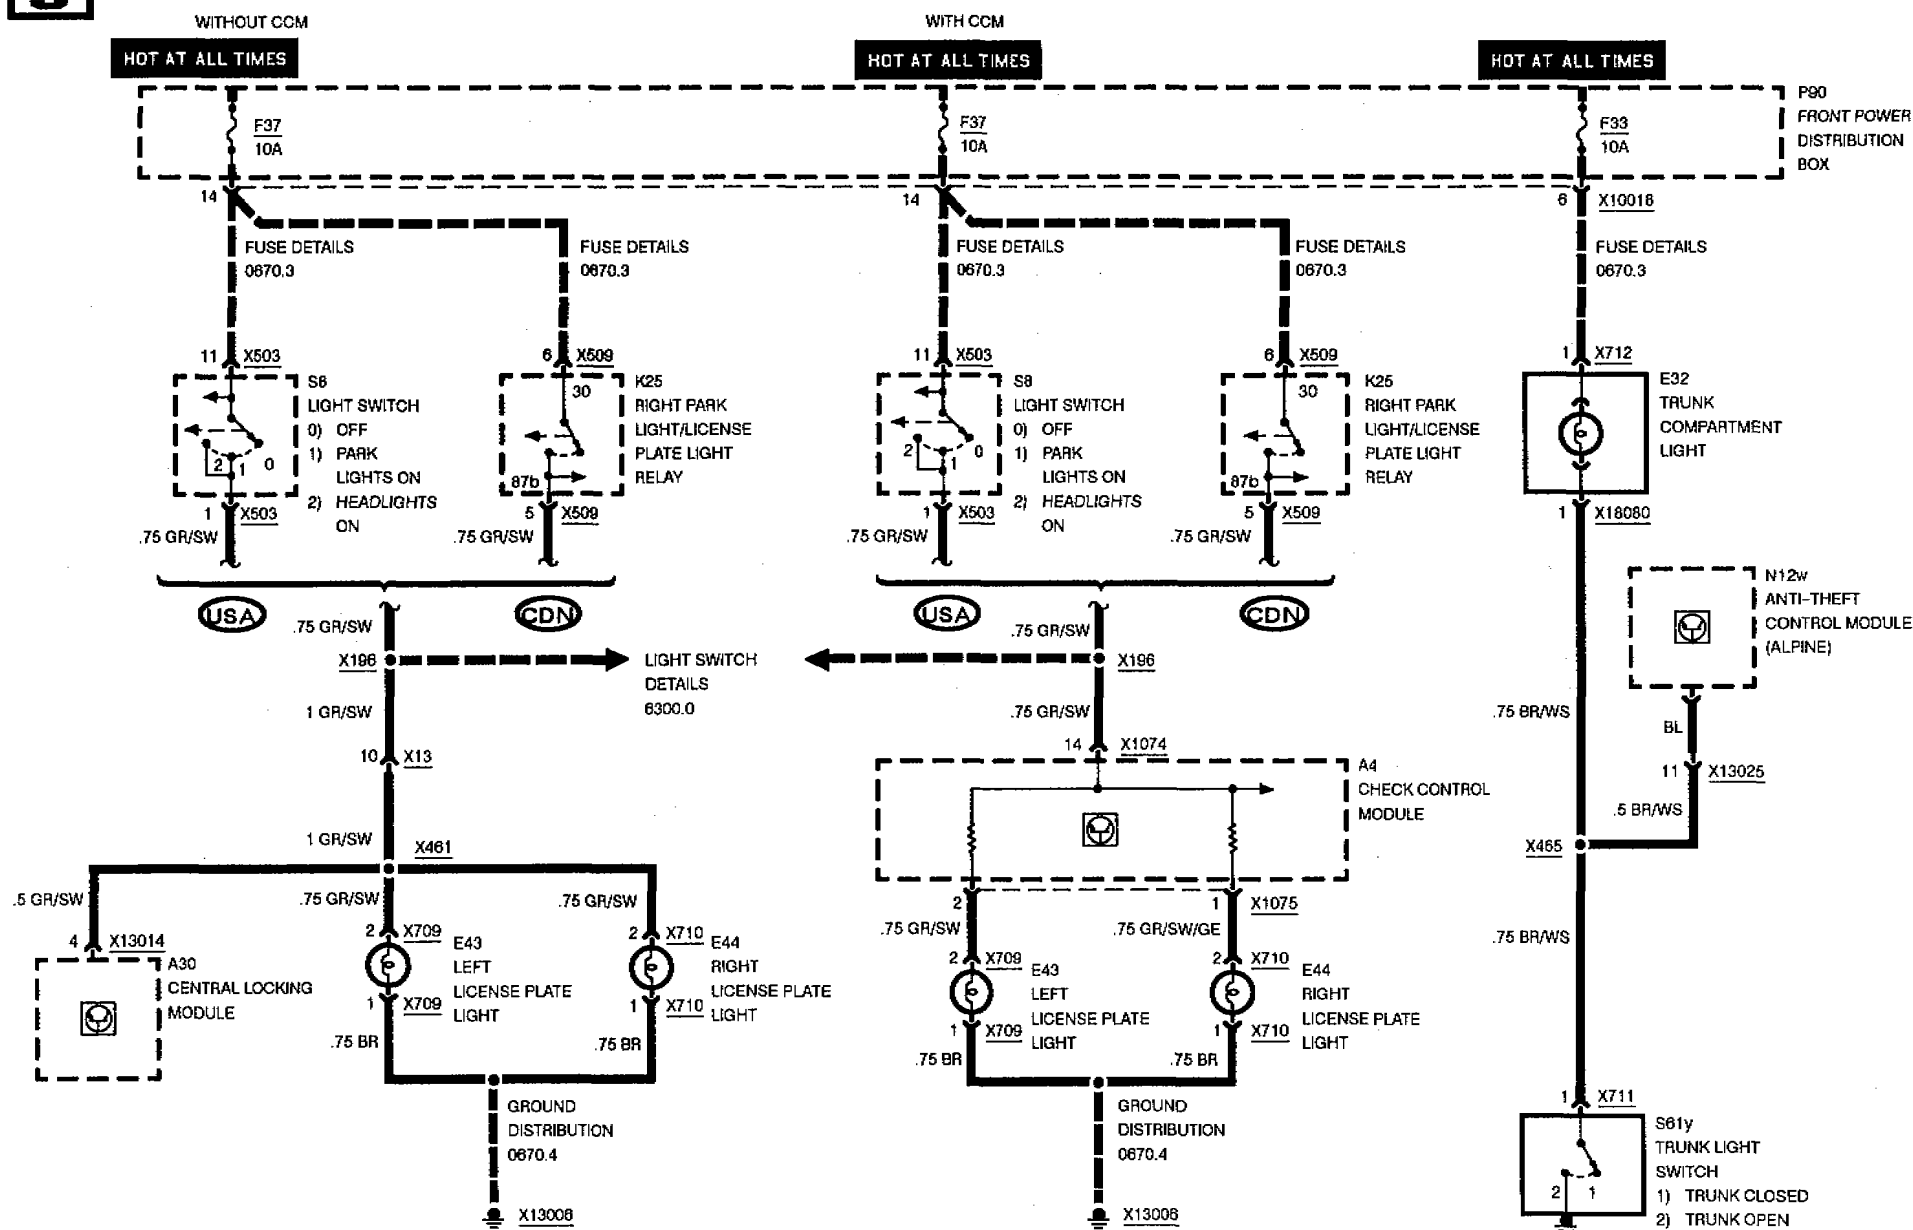 WITHOUT CCM
HOT AT ALL TIMES
WITH CCM
HOT AT ALL TIMES
HOT AT ALL TIMES
F37
10A
F37
10A
F33
10A
P90
FRONT POWER
DISTRIBUTION
BOX
14
14
6 X10016
FUSE DETAILS
0670.3
FUSE DETAILS
0670.3
FUSE DETAILS
0670.3
FUSE DETAILS
0670.3
FUSE DETAILS
0670.3
11 X503
6 X509
11 X503
6 X509
1 X712
S8
LIGHT SWITCH
0) OFF
1) PARK
LIGHTS ON
2) HEADLIGHTS
ON
2 1 0
30
87b
K25
RIGHT PARK
LIGHT/LICENSE
PLATE LIGHT
RELAY
S8
LIGHT SWITCH
0) OFF
1) PARK
LIGHTS ON
2) HEADLIGHTS
ON
2 1 0
30
87b
K25
RIGHT PARK
LIGHT/LICENSE
PLATE LIGHT
RELAY
E32
TRUNK
COMPARTMENT
LIGHT
1 X503
.75 GR/SW
5 X509
.75 GR/SW
1 X503
.75 GR/SW
5 X509
.75 GR/SW
1 X18080
USA
CDN
USA
CDN
N12w
ANTI-THEFT
CONTROL MODULE
(ALPINE)
.75 GR/SW
X196
LIGHT SWITCH
DETAILS
6300.0
.75 GR/SW
X196
1 GR/SW
.75 GR/SW
.75 BR/WS
BL
10 X13
14 X1074
11 X13025
A4
CHECK CONTROL
MODULE
.5 BR/WS
1 GR/SW
X461
X465
.5 GR/SW
.75 GR/SW
.75 GR/SW
2
1 X1075
.75 GR/SW
.75 GR/SW/GE
.75 BR/WS
4 X13014
A30
CENTRAL LOCKING
MODULE
2 X709
E43
LEFT
LICENSE PLATE
LIGHT
1 X709
2 X710
E44
RIGHT
LICENSE PLATE
LIGHT
1 X710
2 X709
E43
LEFT
LICENSE PLATE
LIGHT
1 X709
2 X710
E44
RIGHT
LICENSE PLATE
LIGHT
1 X710
.75 BR
.75 BR
.75 BR
.75 BR
GROUND
DISTRIBUTION
0670.4
GROUND
DISTRIBUTION
0670.4
X13006
X13006
1 X711
S61y
TRUNK LIGHT
SWITCH
1) TRUNK CLOSED
2) TRUNK OPEN
2 1